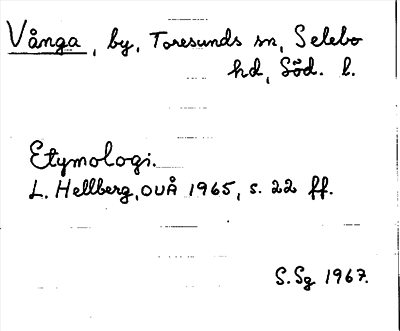 Vånga, by, Toresunds sn, Selebo
hd, Söd. l.
Etymologi.
L. Hellberg, OUÅ 1965, s. 22 ff.
S.Sg 1967.